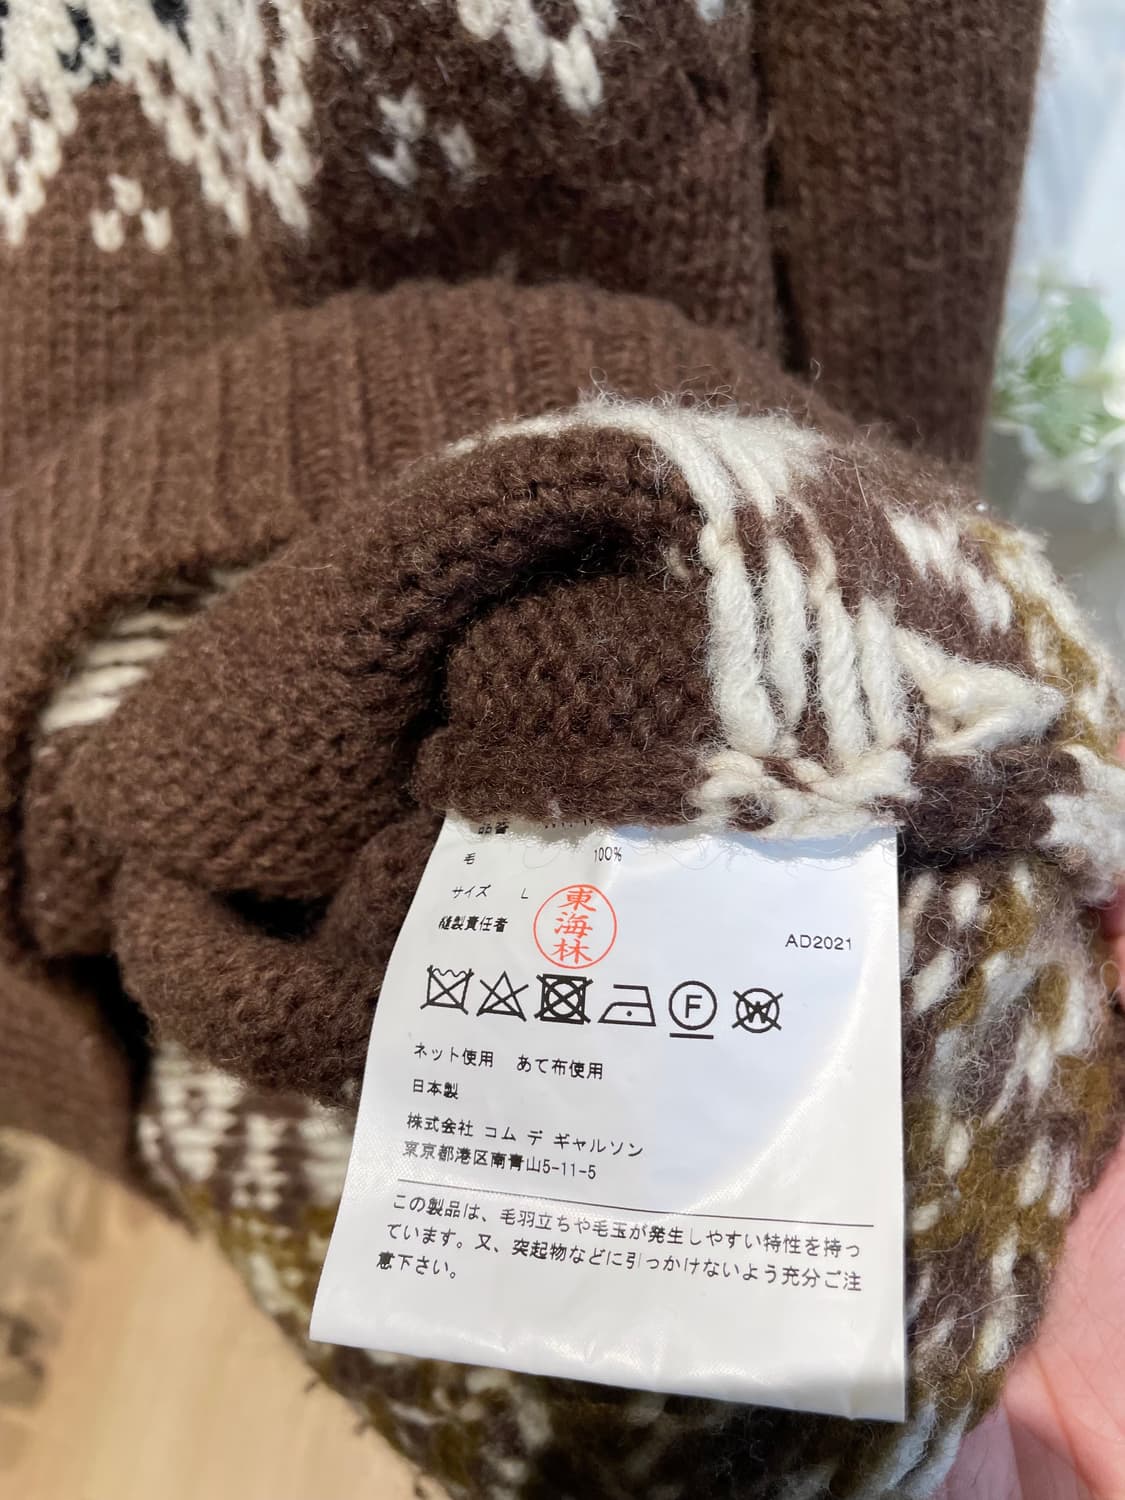 品番
毛 100%
サイズ L
縫製責任者 東海林
AD2021
F
W
ネット使用 あて布使用
日本製
株式会社 コム デ ギャルソン
東京都港区南青山5-11-5
この製品は、毛羽立ちや毛玉が発生しやすい特性を持っ
ています。又、突起物などに引っかけないよう充分ご注
意下さい。